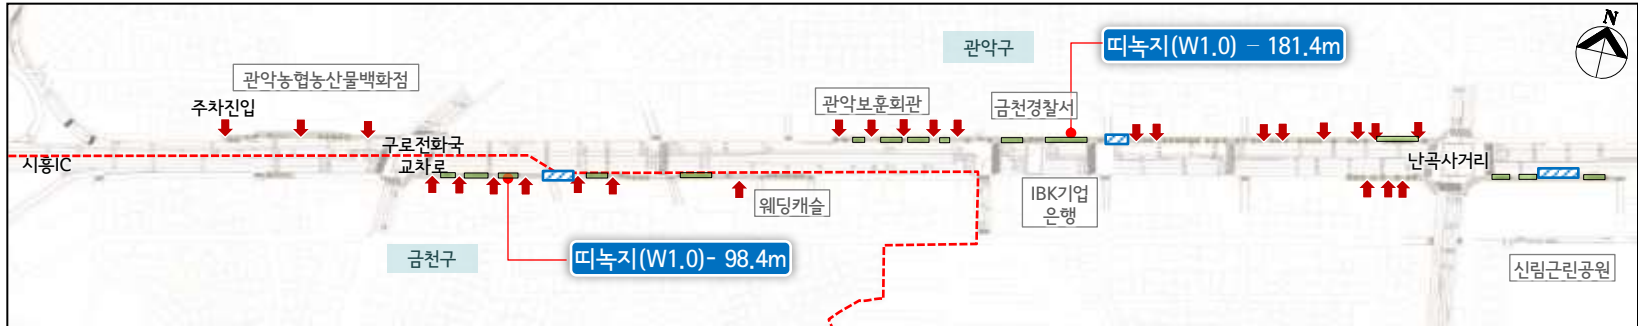 N
관악구
띠녹지(W1.0) – 181.4m
관악농협농산물백화점
주차진입
관악보훈회관
금천경찰서
구로전화국
교차로
시흥IC
난곡사거리
IBK기업
은행
웨딩캐슬
금천구
띠녹지(W1.0)- 98.4m
신림근린공원